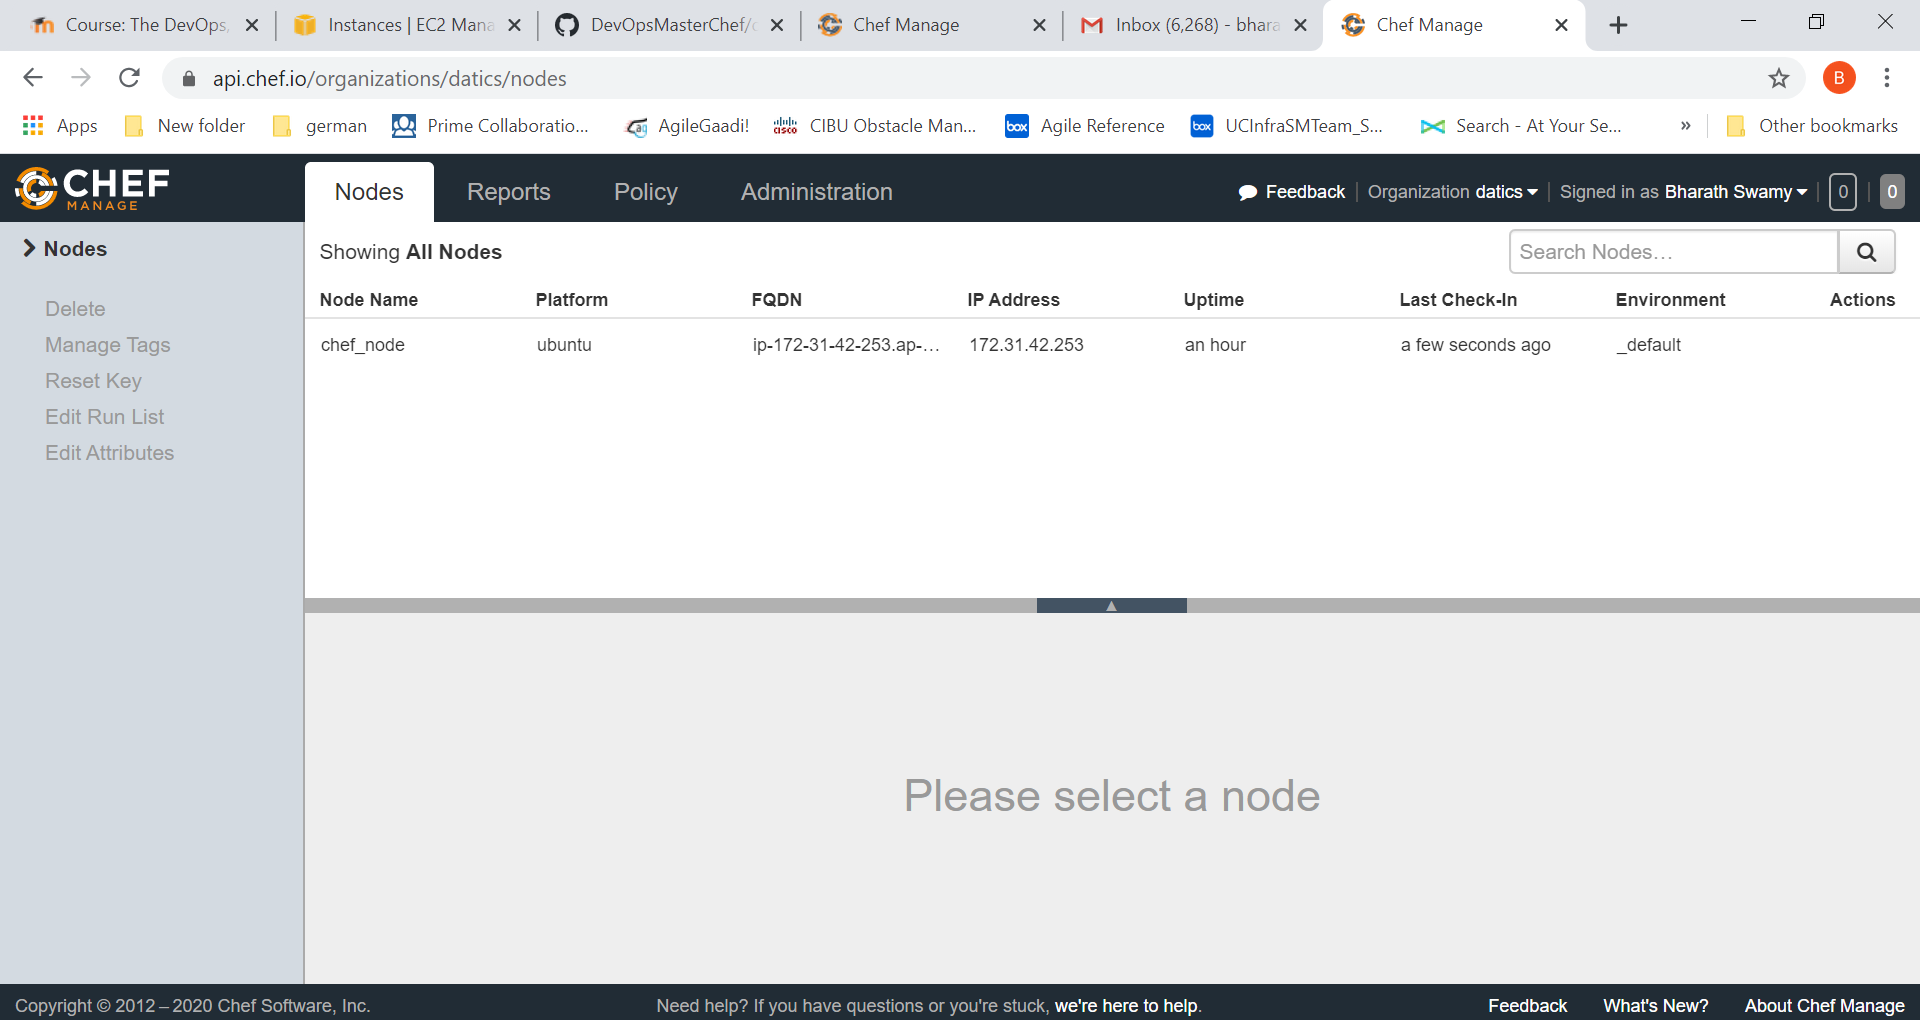 Course: The DevOps,
Instances | EC2 Mana
DevOpsMasterChef/
Chef Manage
Inbox (6,268) - bhara
Chef Manage
api.chef.io/organizations/datics/nodes
B
Apps
New folder
german
Prime Collaboratio...
AgileGaadi!
CIBU Obstacle Man...
box
Agile Reference
box
UCInfraSMTeam_S...
Search - At Your Se...
»
Other bookmarks
CHEF
MANAGE
Nodes
Reports
Policy
Administration
Feedback
Organization datics
Signed in as Bharath Swamy
0
0
Nodes
Delete
Manage Tags
Reset Key
Edit Run List
Edit Attributes
Showing All Nodes
Search Nodes...
Node Name Platform FQDN IP Address Uptime Last Check-In Environment Actions
chef_node ubuntu ip-172-31-42-253.ap-... 172.31.42.253 an hour a few seconds ago _default
Please select a node
Copyright © 2012 – 2020 Chef Software, Inc.
Need help? If you have questions or you're stuck, we're here to help.
Feedback
What's New?
About Chef Manage